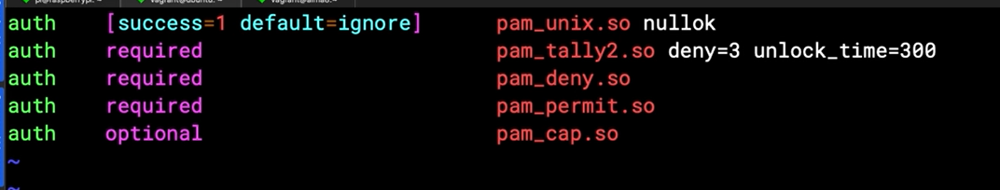 auth [success=1 default=ignore] pam_unix.so nullok
auth required pam_tally2.so deny=3 unlock_time=300
auth required pam_deny.so
auth required pam_permit.so
auth optional pam_cap.so
~
~